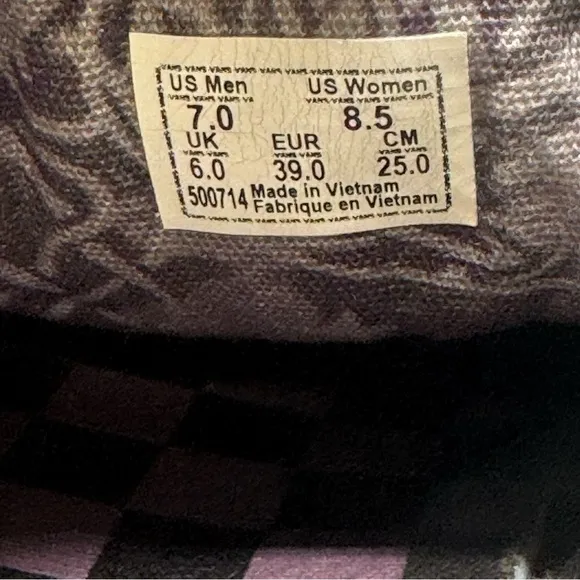 US Men US Women
7.0 8.5
UK EUR CM
6.0 39.0 25.0
500714 Made in Vietnam
Fabrique en Vietnam